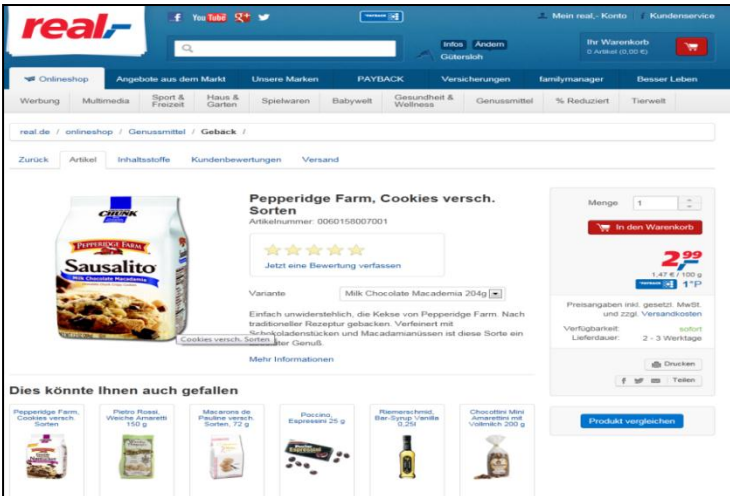 real,-
You Tube
Mein real,- Konto
Kundenservice
Infos
Ändern
Gütersloh
Ihr Warenkorb
0 Artikel (0,00 €)
Onlineshop
Angebote aus dem Markt
Unsere Marken
PAYBACK
Versicherungen
familymanager
Besser Leben
Werbung
Multimedia
Sport &
Freizeit
Haus &
Garten
Spielwaren
Babywelt
Gesundheit &
Wellness
Genussmittel
% Reduziert
Tierwelt
real.de / onlineshop / Genussmittel / Gebäck /
Zurück
Artikel
Inhaltsstoffe
Kundenbewertungen
Versand
CHUNK
PEPPERIDGE FARM
Sausalito
Milk Chocolate Macadamia
Cookies versch. Sorten
Pepperidge Farm, Cookies versch.
Sorten
Artikelnummer: 0060158007001
Jetzt eine Bewertung verfassen
Variante
Milk Chocolate Macademia 204g
Einfach unwiderstehlich, die Kekse von Pepperidge Farm. Nach
traditioneller Rezeptur gebacken. Verfeinert mit
Schokoladenstücken und Macadamianüssen ist diese Sorte ein
Genuß.
Mehr Informationen
Menge
1
In den Warenkorb
2,99
1,47 € / 100 g
1°P
Preisangaben inkl. gesetzl. MwSt.
und zzgl. Versandkosten
Verfügbarkeit: sofort
Lieferdauer: 2 - 3 Werktage
Drucken
Teilen
Produkt vergleichen
Dies könnte Ihnen auch gefallen
Pepperidge Farm,
Cookies versch.
Sorten
Pietro Rossi,
Weiche Amaretti
150 g
Macarons de
Pauline versch.
Sorten, 72 g
Poccino,
Espressini 25 g
Riemerschmid,
Bar-Syrup Vanille
0,25l
Chocottini Mini
Amarettini mit
Vollmilch 200 g